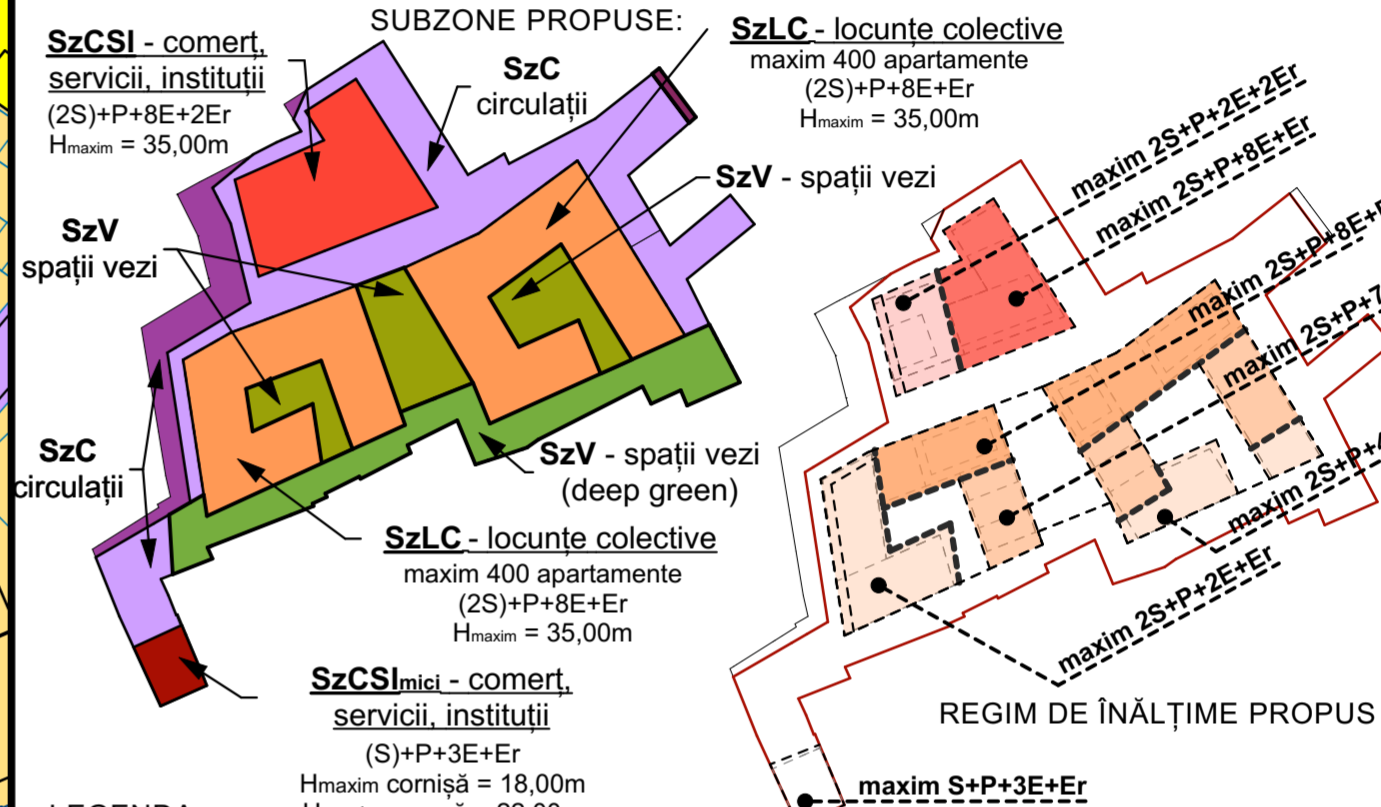 SUBZONE PROPUSE:
SzCSI - comerț,
servicii, instituții
(2S)+P+8E+2Er
Hmaxim = 35,00m
SzC
circulații
SzLC - locunțe colective
maxim 400 apartamente
(2S)+P+8E+Er
Hmaxim = 35,00m
SzV - spații vezi
SzV
spații vezi
SzC
circulații
SzV - spații vezi
(deep green)
SzLC - locunțe colective
maxim 400 apartamente
(2S)+P+8E+Er
Hmaxim = 35,00m
SzCSImici - comerț,
servicii, instituții
(S)+P+3E+Er
Hmaxim cornișă = 18,00m
maxim 2S+P+2E+2Er
maxim 2S+P+8E+Er
maxim 2S+P+8E+E
maxim 2S+P+7
maxim 2S+P+4
maxim 2S+P+2E+Er
REGIM DE ÎNĂLȚIME PROPUS
maxim S+P+3E+Er